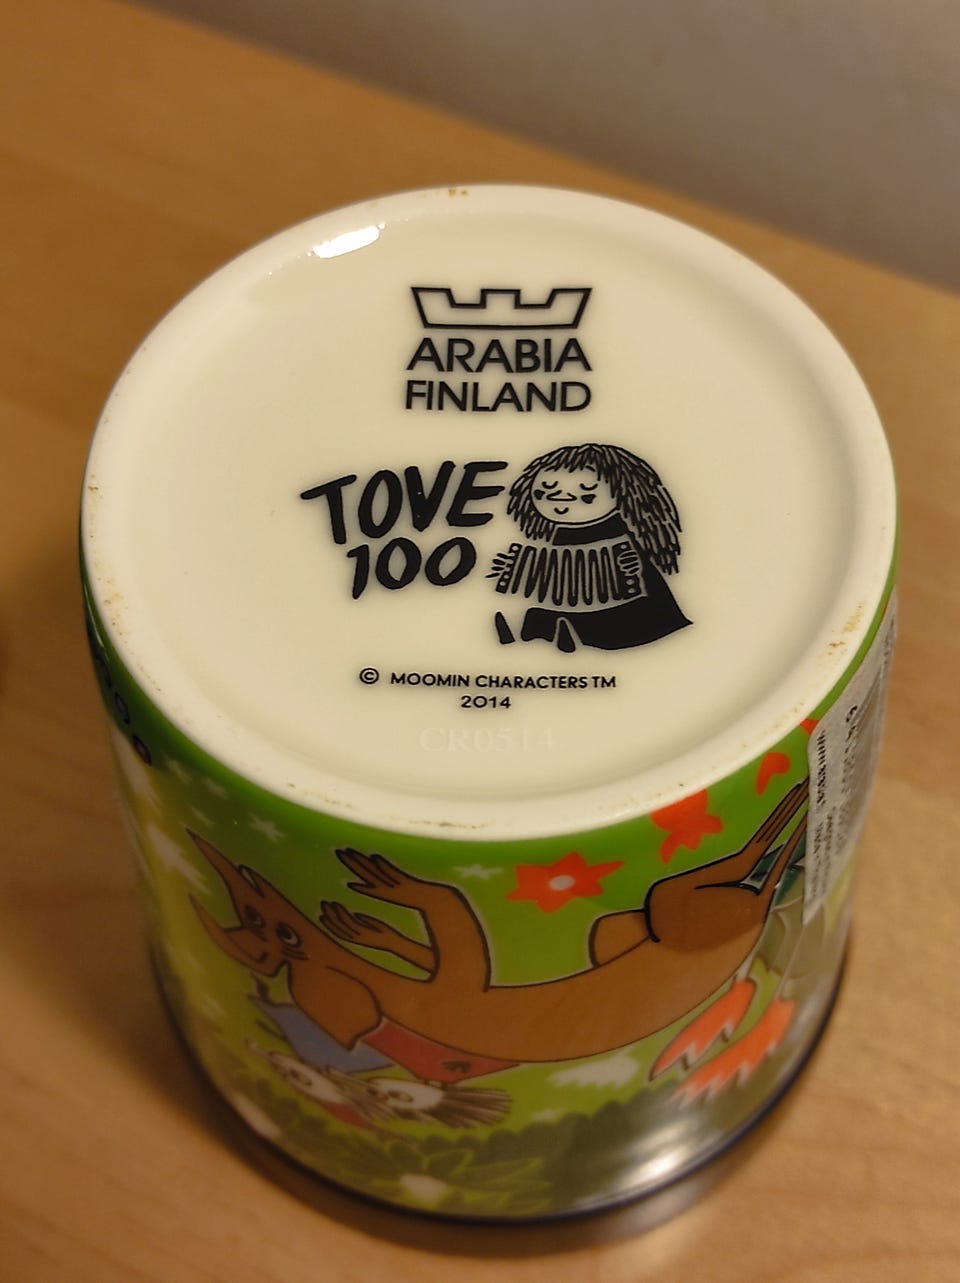 ARABIA
FINLAND
TOVE
100
© MOOMIN CHARACTERS TM
2014
CR0514